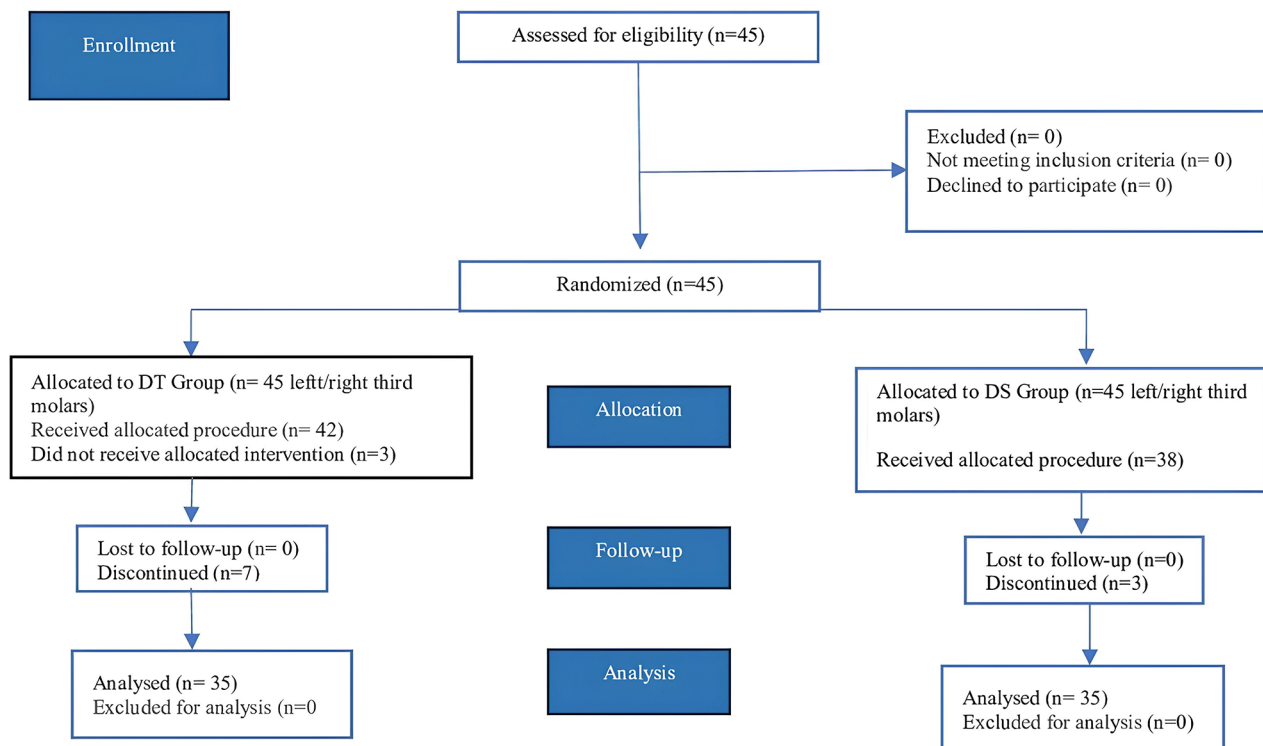 Enrollment
Assessed for eligibility (n=45)
Excluded (n= 0)
Not meeting inclusion criteria (n= 0)
Declined to participate (n= 0)
Randomized (n=45)
Allocated to DT Group (n= 45 left/right third
molars)
Received allocated procedure (n= 42)
Did not receive allocated intervention (n=3)
Allocation
Allocated to DS Group (n=45 left/right third
molars)
Received allocated procedure (n=38)
Lost to follow-up (n= 0)
Discontinued (n=7)
Follow-up
Lost to follow-up (n=0)
Discontinued (n=3)
Analysed (n= 35)
Excluded for analysis (n=0
Analysis
Analysed (n= 35)
Excluded for analysis (n=0)